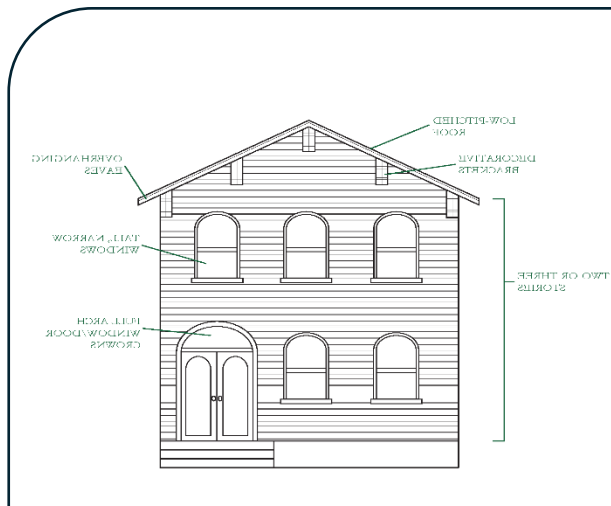 LOW-PITCHED
ROOF
OVERHANGING
EAVES
DECORATIVE
BRACKETS
TALL, NARROW
WINDOWS
TWO OR THREE
STORIES
FULL ARCH
WINDOW/DOOR
CROWNS